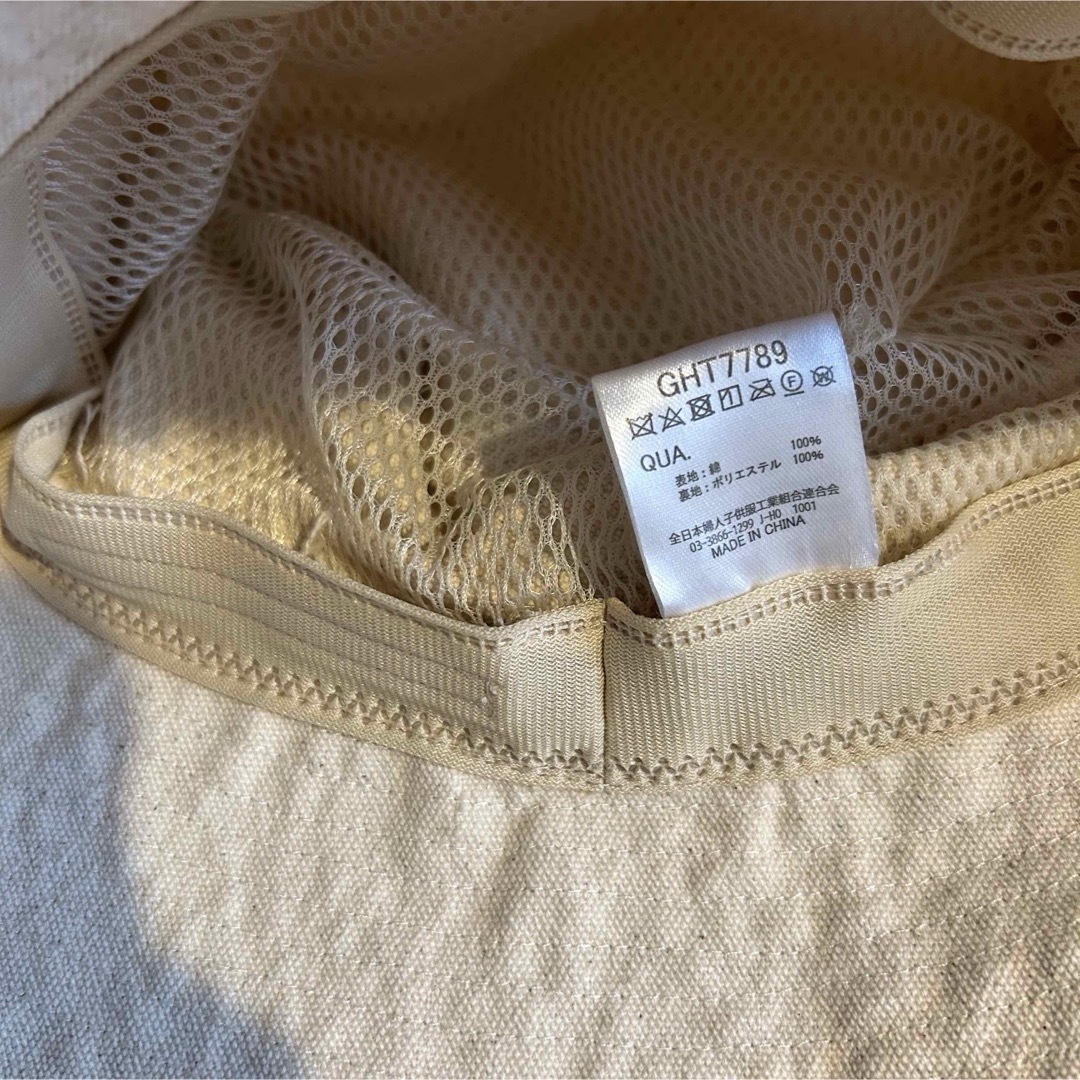 GHT7789
QUA.
100%
表地：綿
裏地：ポリエステル 100%
全日本婦人子供服工業組合連合会
03-3866-1299 J-H0 1001
MADE IN CHINA